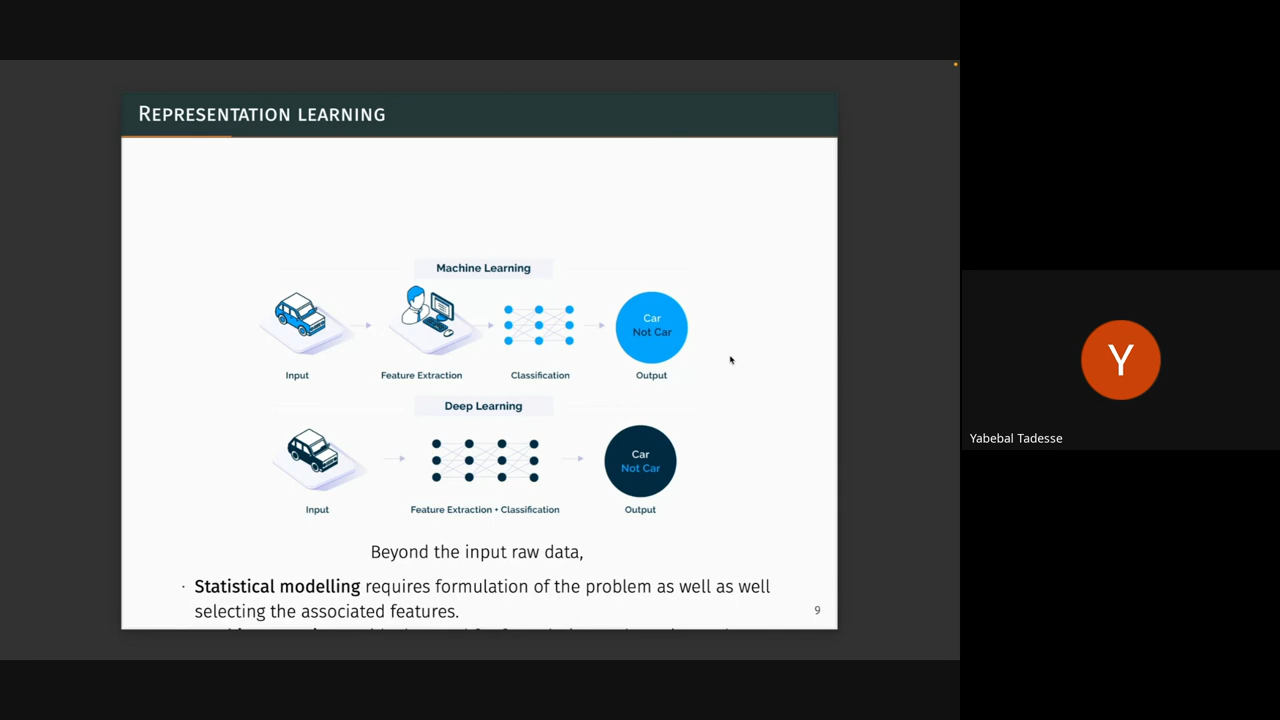 REPRESENTATION LEARNING
Machine Learning
Car
Not Car
Input
Feature Extraction
Classification
Output
Deep Learning
Car
Not Car
Input
Feature Extraction + Classification
Output
Beyond the input raw data,
· Statistical modelling requires formulation of the problem as well as well
selecting the associated features.
9
Y
Yabebal Tadesse